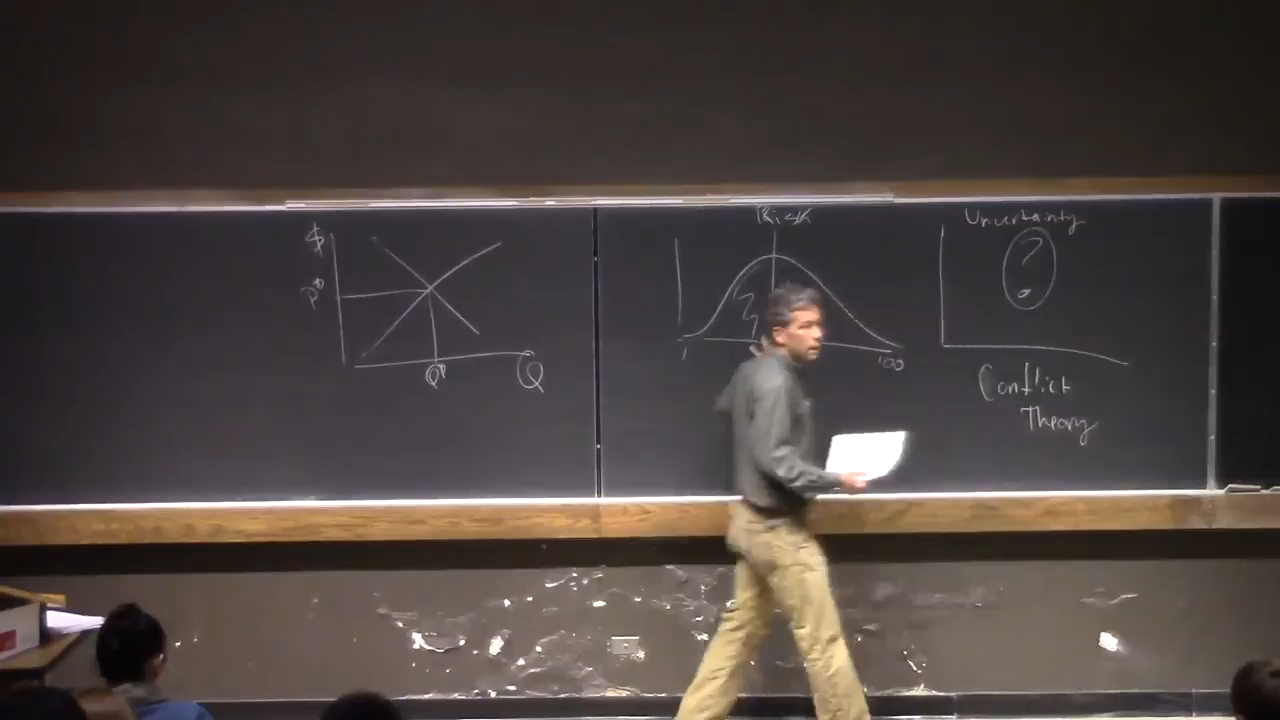 $
P*
Q*
Q
Risk
1
100
Uncertainty
?
Conflict
Theory